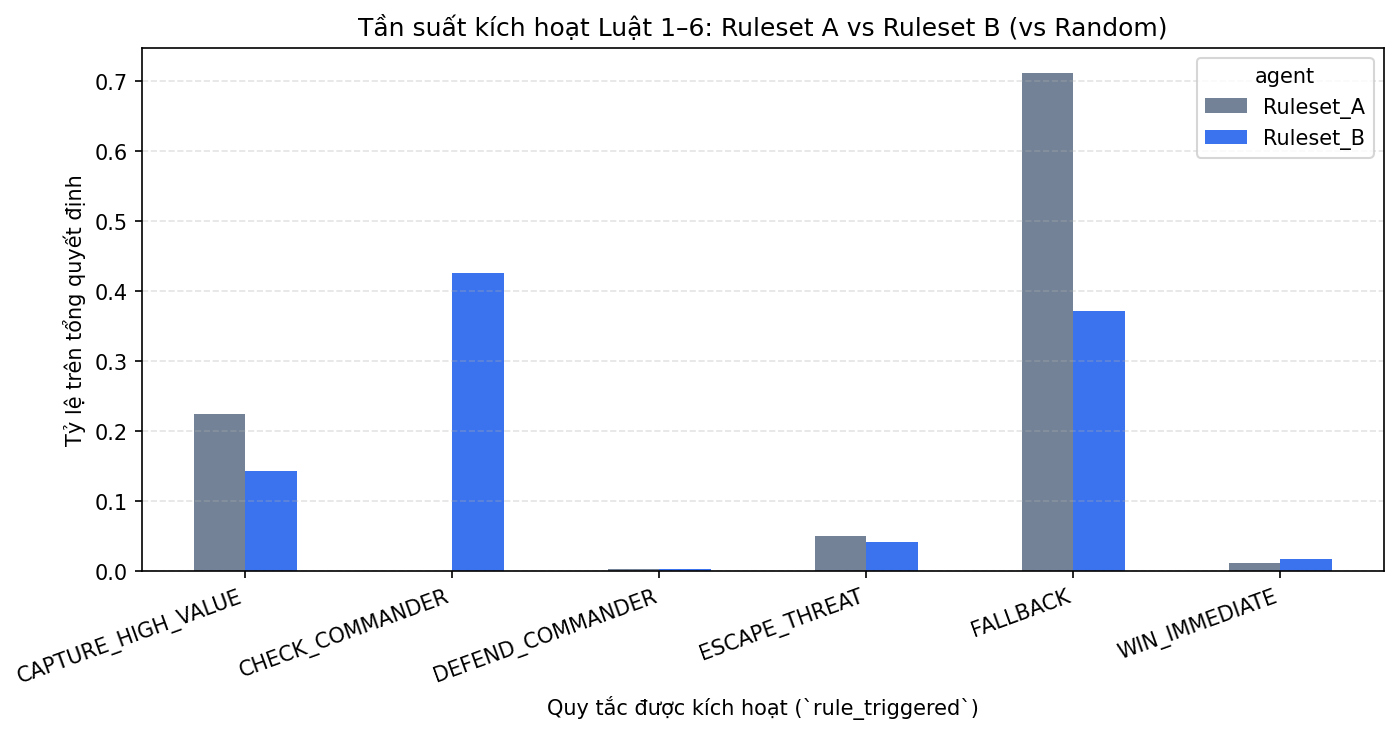 Tần suất kích hoạt Luật 1–6: Ruleset A vs Ruleset B (vs Random)
agent
Ruleset_A
Ruleset_B
Tỷ lệ trên tổng quyết định
0.7
0.6
0.5
0.4
0.3
0.2
0.1
0.0
CAPTURE_HIGH_VALUE
CHECK_COMMANDER
DEFEND_COMMANDER
ESCAPE_THREAT
FALLBACK
WIN_IMMEDIATE
Quy tắc được kích hoạt (`rule_triggered`)